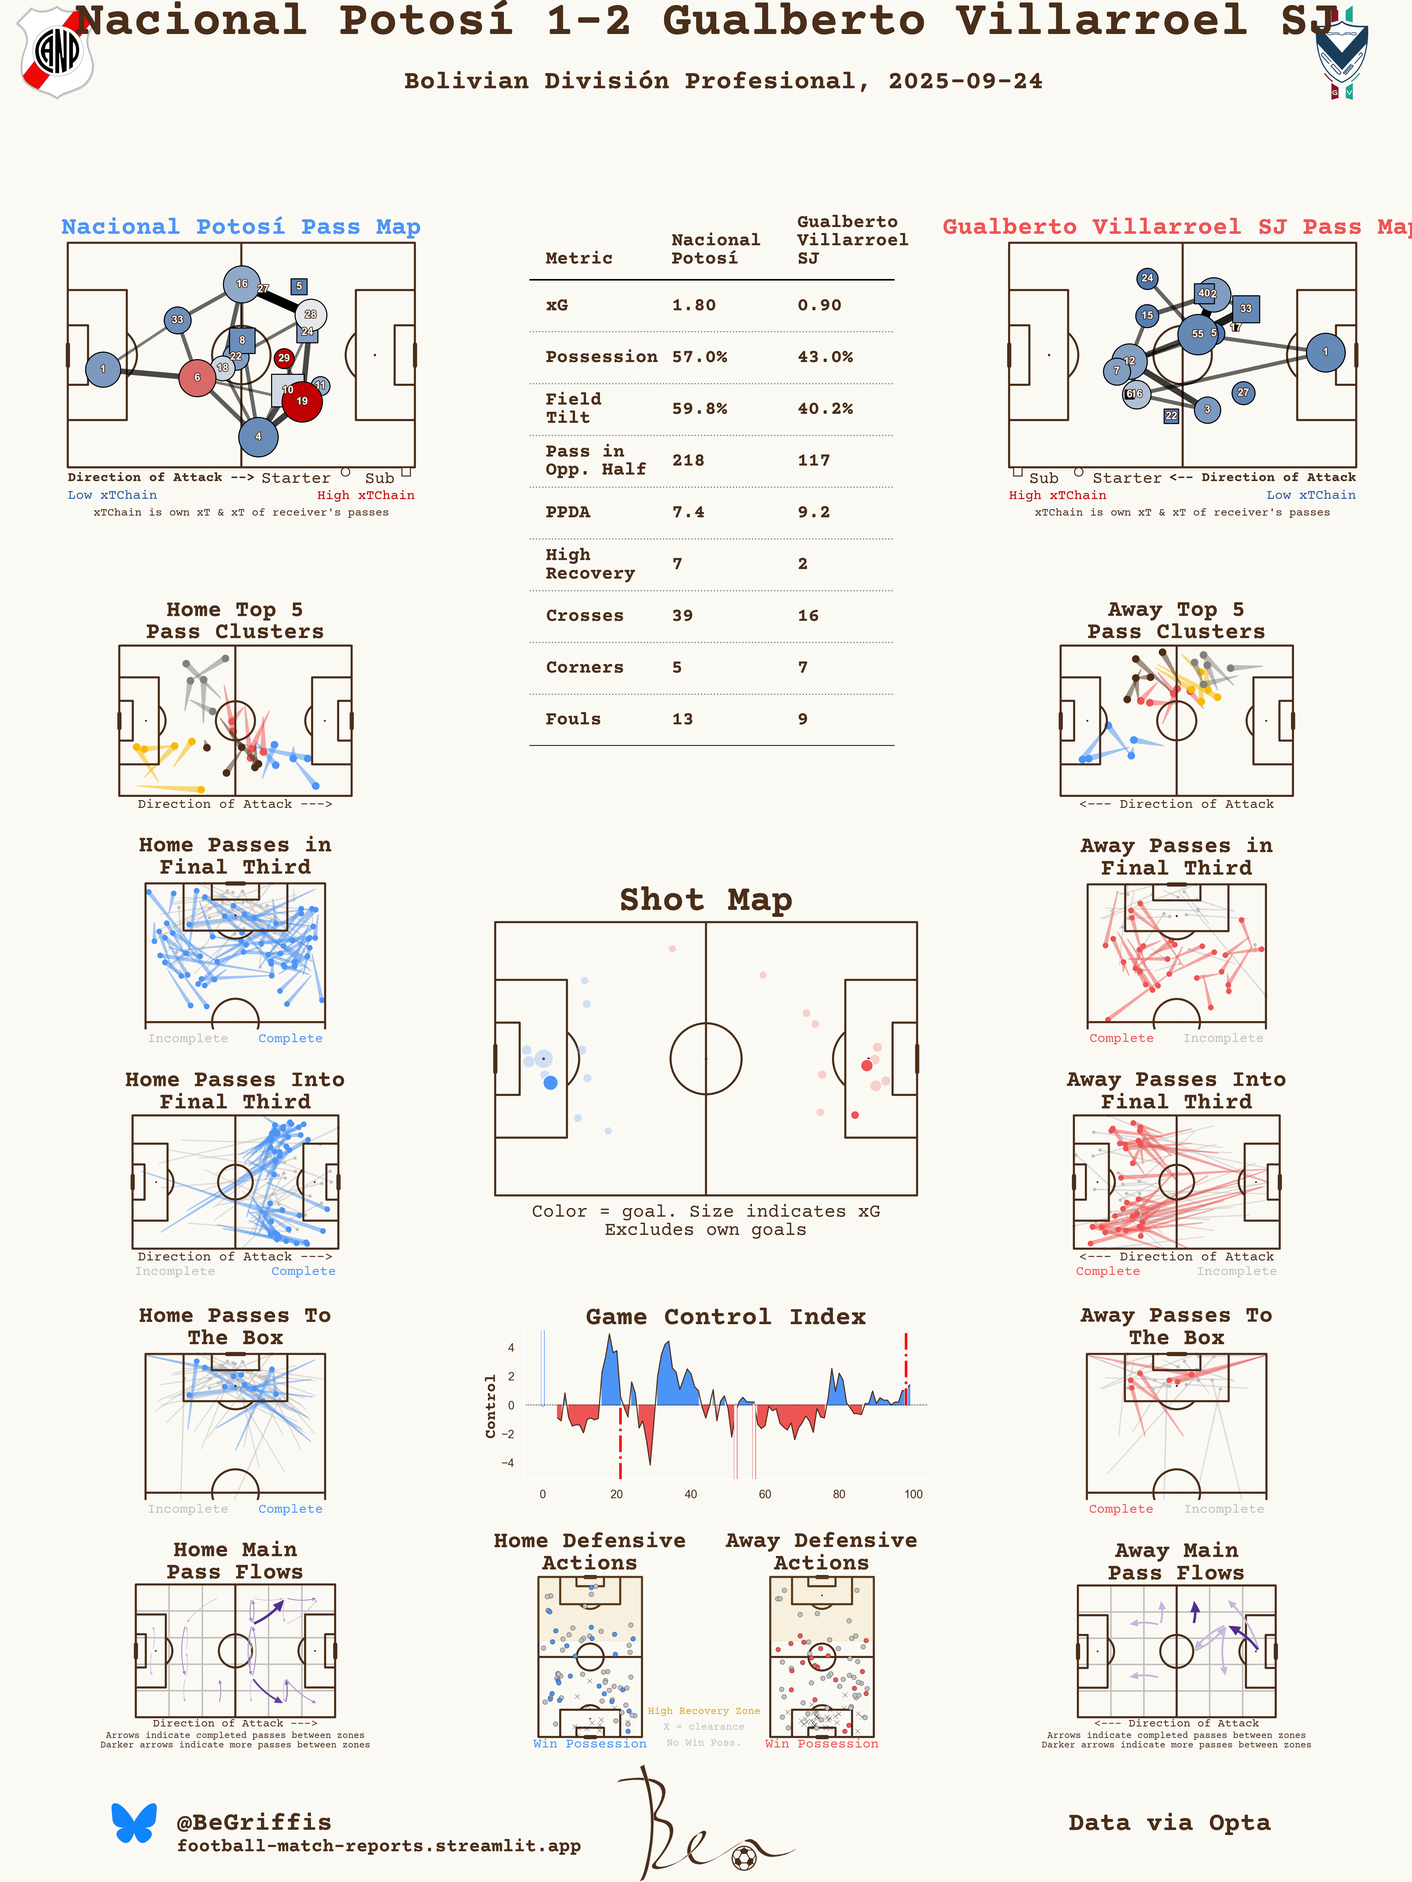 Nacional Potosí 1-2 Gualberto Villarroel SJ
Bolivian División Profesional, 2025-09-24
Nacional Potosí Pass Map
Direction of Attack --> Starter Sub
Low xTChain High xTChain
xTChain is own xT & xT of receiver's passes
Metric Nacional Potosí Gualberto Villarroel SJ
xG 1.80 0.90
Possession 57.0% 43.0%
Field Tilt 59.8% 40.2%
Pass in Opp. Half 218 117
PPDA 7.4 9.2
High Recovery 7 2
Crosses 39 16
Corners 5 7
Fouls 13 9
Gualberto Villarroel SJ Pass Map
Sub Starter <-- Direction of Attack
High xTChain Low xTChain
xTChain is own xT & xT of receiver's passes
Home Top 5
Pass Clusters
Direction of Attack --->
Away Top 5
Pass Clusters
<--- Direction of Attack
Home Passes in
Final Third
Incomplete Complete
Away Passes in
Final Third
Complete Incomplete
Shot Map
Color = goal. Size indicates xG
Excludes own goals
Home Passes Into
Final Third
Direction of Attack --->
Incomplete Complete
Away Passes Into
Final Third
<--- Direction of Attack
Complete Incomplete
Home Passes To
The Box
Incomplete Complete
Game Control Index
Control
4
2
0
−2
−4
0 20 40 60 80 100
Away Passes To
The Box
Complete Incomplete
Home Main
Pass Flows
Direction of Attack --->
Arrows indicate completed passes between zones
Darker arrows indicate more passes between zones
Home Defensive
Actions
Win Possession
High Recovery Zone
X = clearance
No Win Poss.
Away Defensive
Actions
Win Possession
Away Main
Pass Flows
<--- Direction of Attack
Arrows indicate completed passes between zones
Darker arrows indicate more passes between zones
@BeGriffis
football-match-reports.streamlit.app
Ben
Data via Opta